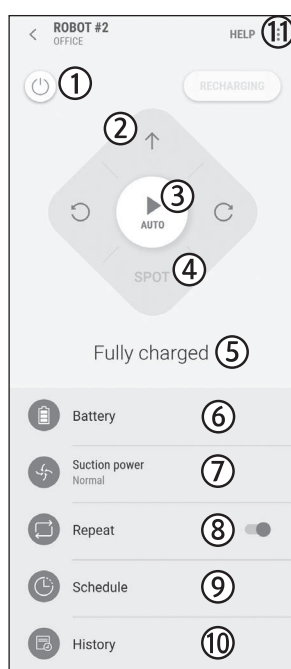 ROBOT #2
OFFICE
HELP
⑪
①
RECHARGING
②
③
AUTO
SPOT ④
Fully charged ⑤
Battery ⑥
Suction power
Normal
⑦
Repeat ⑧
Schedule ⑨
History ⑩